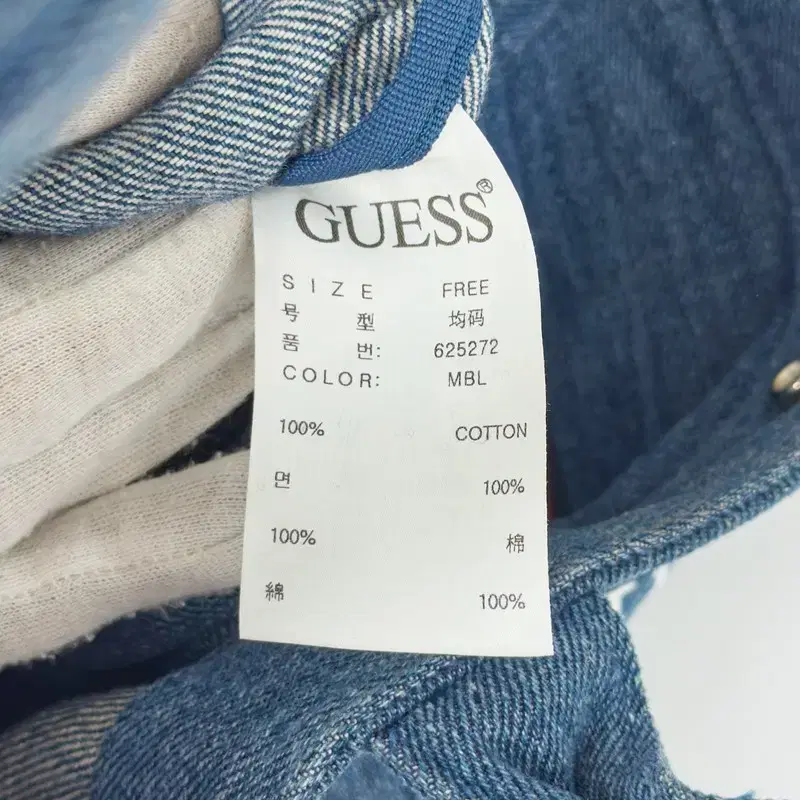 GUESS®
SIZE FREE
号 型 均码
품 번: 625272
COLOR: MBL
100% COTTON
면 100%
100% 棉
綿 100%